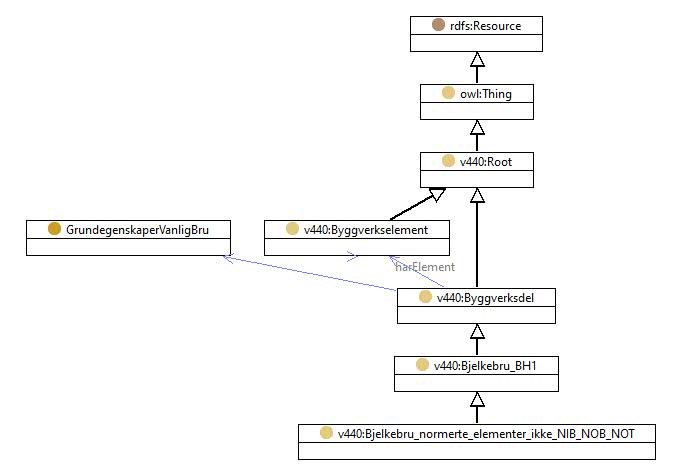 rdfs:Resource
owl:Thing
v440:Root
GrundegenskaperVanligBru
v440:Byggverkselement
harElement
v440:Byggverksdel
v440:Bjelkebru_BH1
v440:Bjelkebru_normerte_elementer_ikke_NIB_NOB_NOT